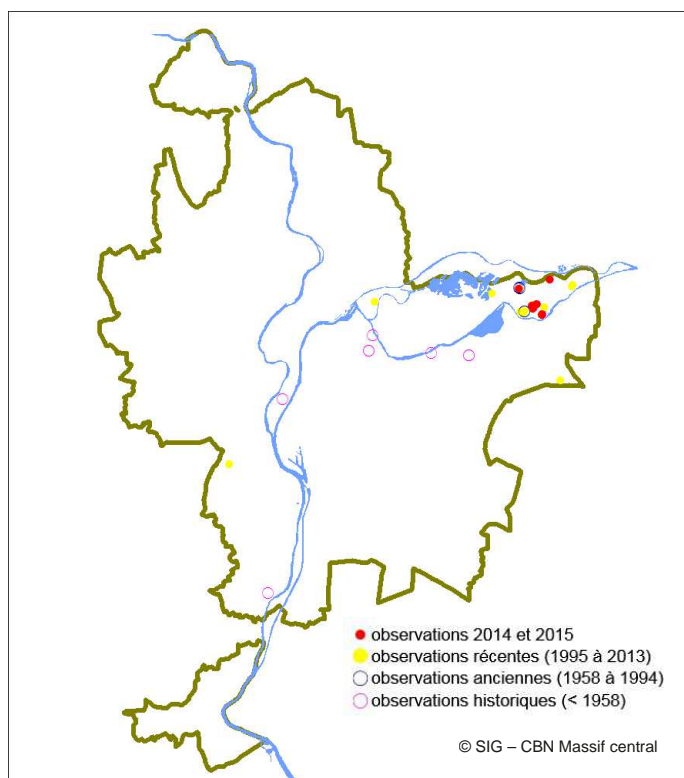 observations 2014 et 2015
observations récentes (1995 à 2013)
observations anciennes (1958 à 1994)
observations historiques (< 1958)
© SIG – CBN Massif central